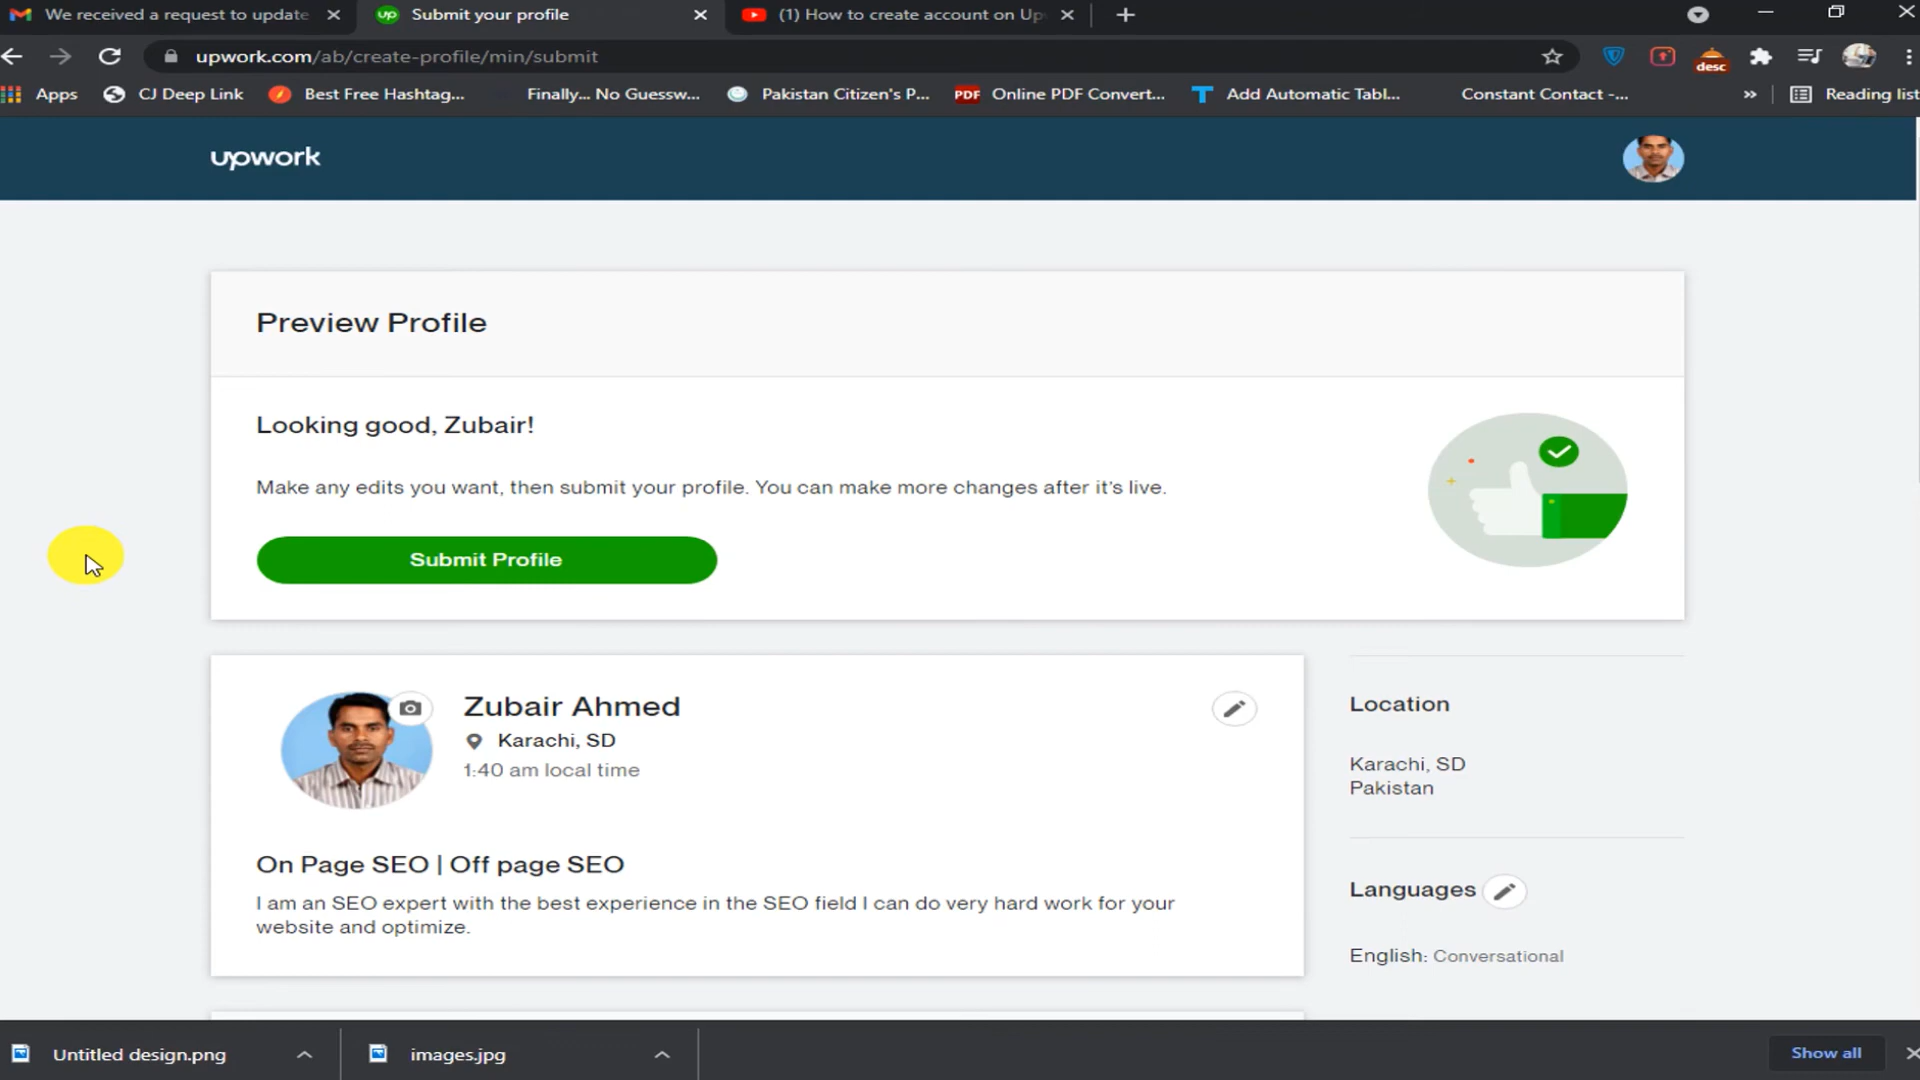 We received a request to update
Submit your profile
(1) How to create account on Up
upwork.com/ab/create-profile/min/submit
desc
Apps
CJ Deep Link
Best Free Hashtag...
Finally... No Guessw...
Pakistan Citizen's P...
PDF
Online PDF Convert...
Add Automatic Tabl...
Constant Contact -...
»
Reading list
upwork
Preview Profile
Looking good, Zubair!
Make any edits you want, then submit your profile. You can make more changes after it's live.
Submit Profile
Zubair Ahmed
Karachi, SD
1:40 am local time
On Page SEO | Off page SEO
I am an SEO expert with the best experience in the SEO field I can do very hard work for your
website and optimize.
Location
Karachi, SD
Pakistan
Languages
English: Conversational
Untitled design.png
images.jpg
Show all